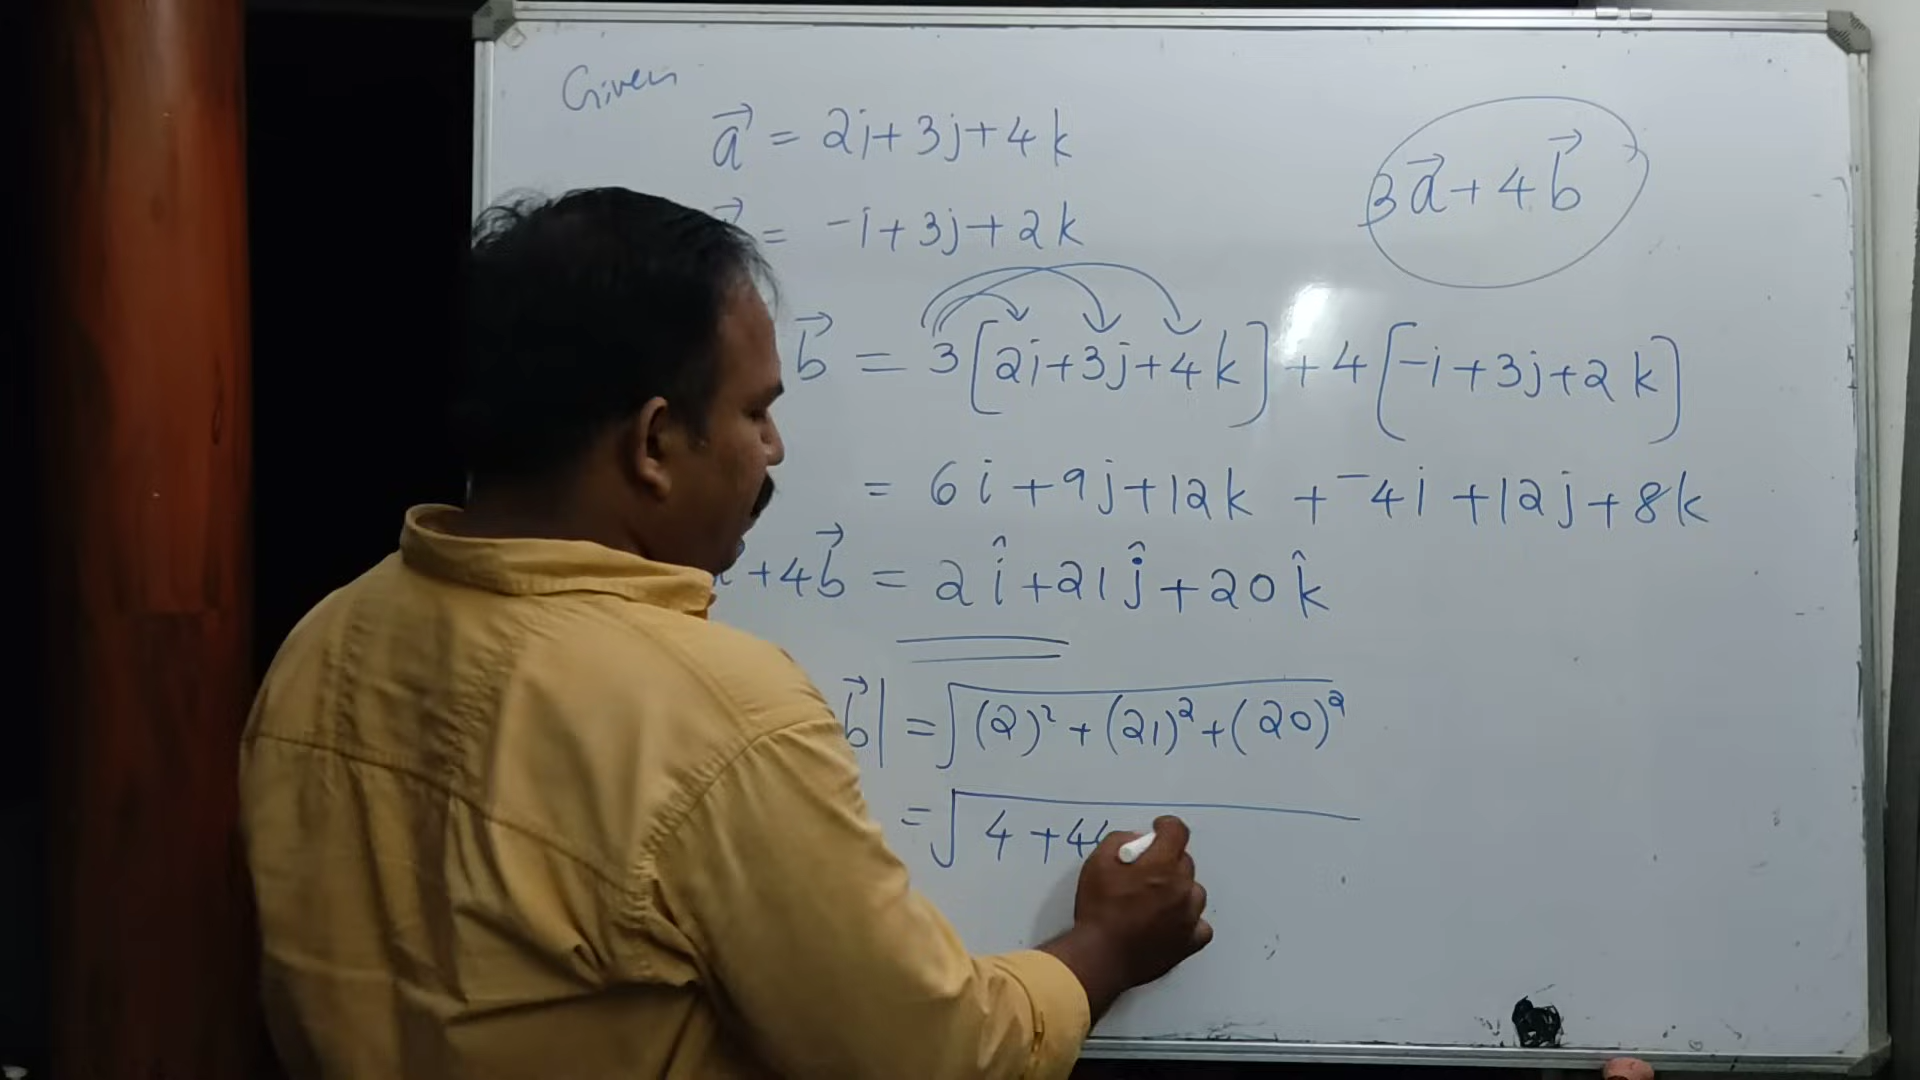 Given
a⃗ = 2i+3j+4k
= -i+3j+2k
3a⃗+4b⃗
b⃗ = 3[2i+3j+4k]+4[-i+3j+2k]
= 6i+9j+12k +⁻4i+12j+8k
+4b⃗ = 2î+21ĵ+20k̂
b⃗| = √(2)²+(21)²+(20)²
= √4+44